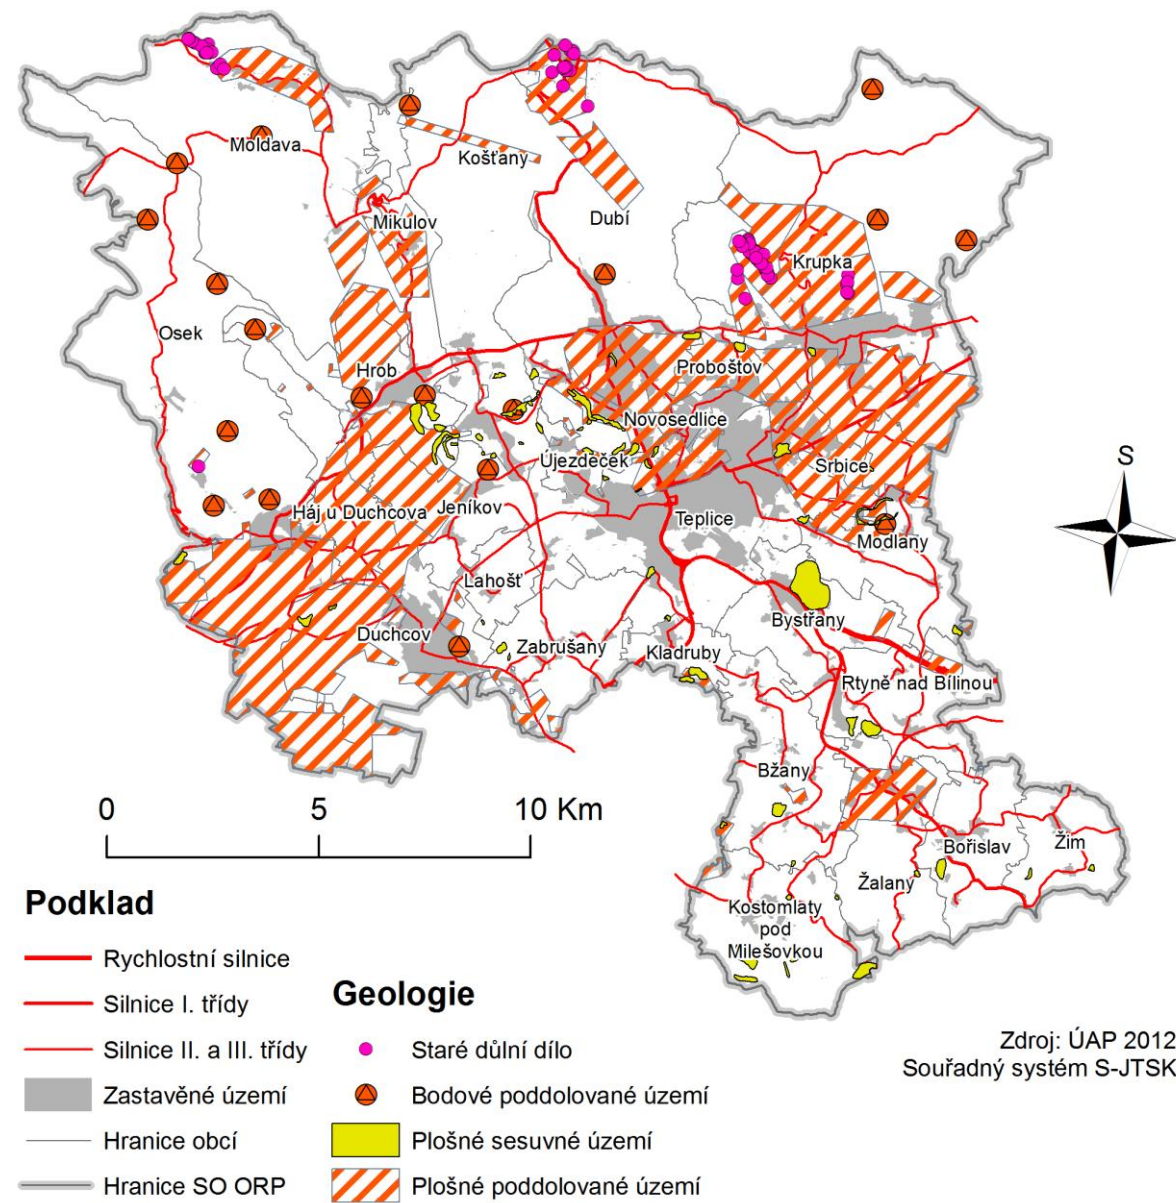 Moldava
Košťany
Mikulov
Dubí
Krupka
Osek
Hrob
Proboštov
Novosedlice
Újezdeček
Srbice
Háj u Duchcova
Jeníkov
Teplice
Modlany
Lahošť
Bystřany
Duchcov
Zabrušany
Kladruby
Rtyně nad Bílinou
Bžany
Bořislav
Žim
Žalany
Kostomlaty
pod
Milešovkou
S
0 5 10 Km
Podklad
Rychlostní silnice
Silnice I. třídy
Silnice II. a III. třídy
Zastavěné území
Hranice obcí
Hranice SO ORP
Geologie
Staré důlní dílo
Bodové poddolované území
Plošné sesuvné území
Plošné poddolované území
Zdroj: ÚAP 2012
Souřadný systém S-JTSK